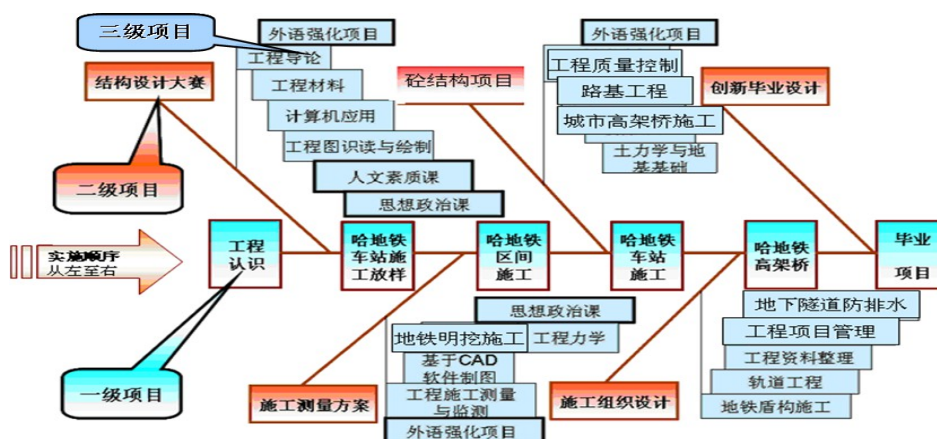 三级项目
外语强化项目
工程导论
工程材料
计算机应用
工程图识读与绘制
人文素质课
思想政治课
结构设计大赛
砼结构项目
外语强化项目
工程质量控制
路基工程
城市高架桥施工
土力学与地
基基础
创新毕业设计
二级项目
实施顺序
从左至右
工程
认识
哈地铁
车站施
工放样
哈地铁
区间
施工
哈地铁
车站
施工
哈地铁
高架桥
毕业
项目
一级项目
施工测量方案
思想政治课
地铁明挖施工
工程力学
基于CAD
软件制图
工程施工测量
与监测
外语强化项目
施工组织设计
地下隧道防排水
工程项目管理
工程资料整理
轨道工程
地铁盾构施工